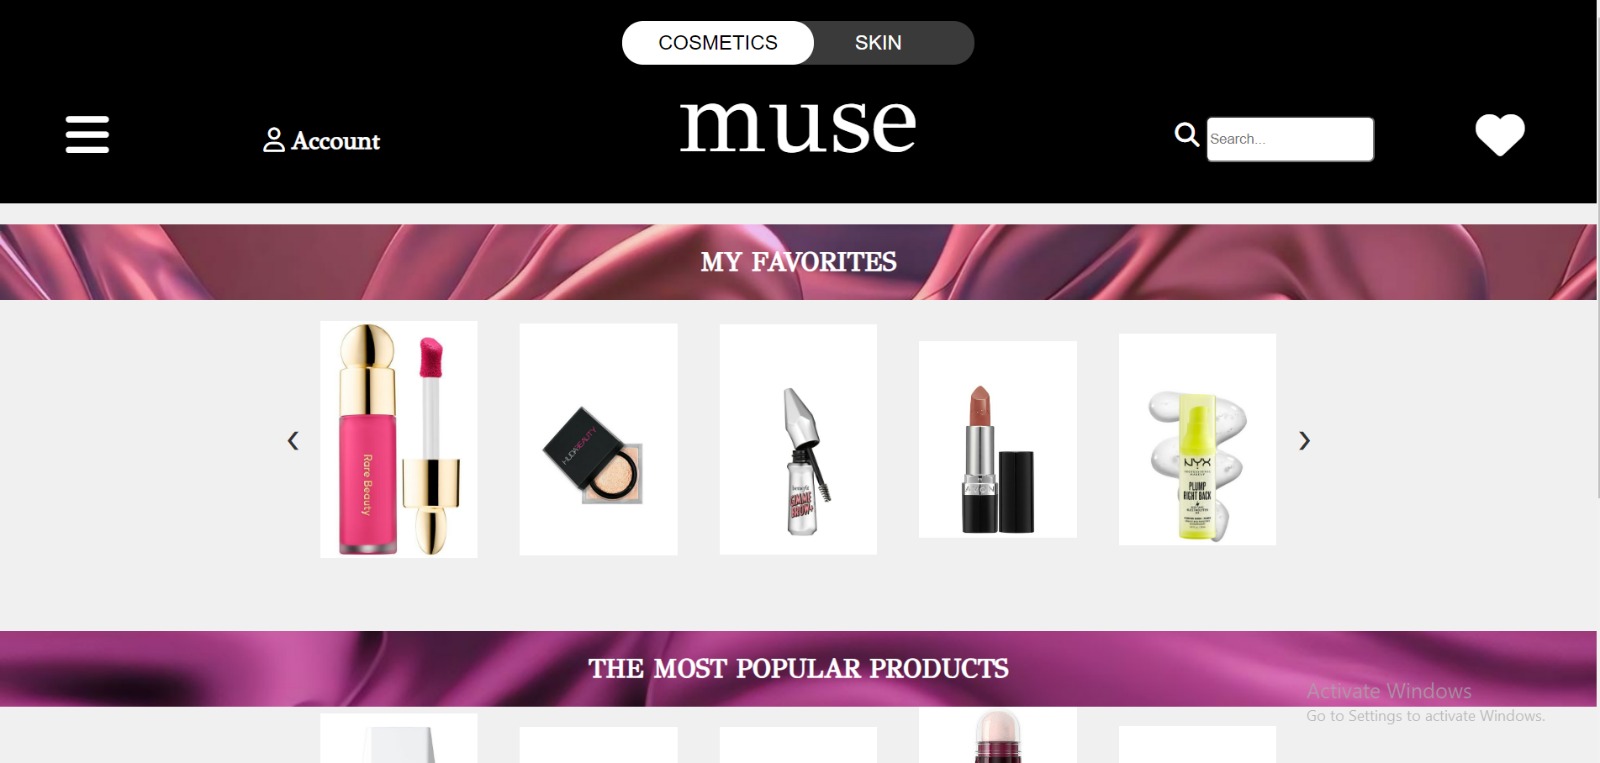 COSMETICS SKIN
muse
Account
Search...
MY FAVORITES
Rare Beauty
HUDABEAUTY
benefit
GIMME
BROW+
AVON
NYX
PLUMP
RIGHT BACK
THE MOST POPULAR PRODUCTS
Activate Windows
Go to Settings to activate Windows.